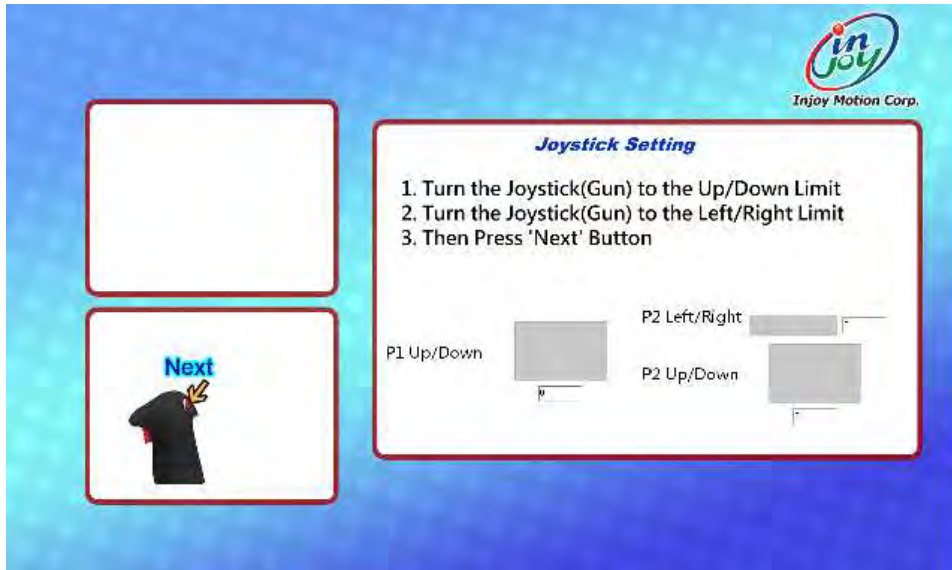 in
joy
Injoy Motion Corp.
Joystick Setting
1. Turn the Joystick(Gun) to the Up/Down Limit
2. Turn the Joystick(Gun) to the Left/Right Limit
3. Then Press 'Next' Button
P2 Left/Right
P1 Up/Down
P2 Up/Down
Next